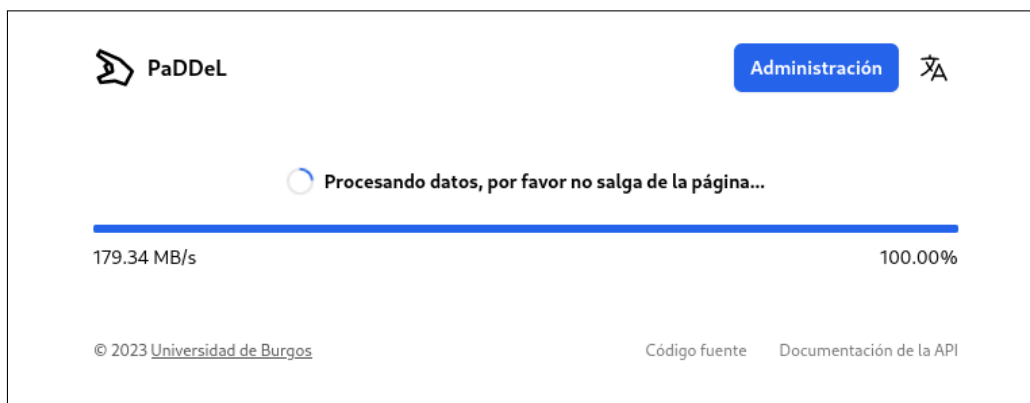 PaDDeL Administración
Procesando datos, por favor no salga de la página...
179.34 MB/s 100.00%
© 2023 Universidad de Burgos Código fuente Documentación de la API